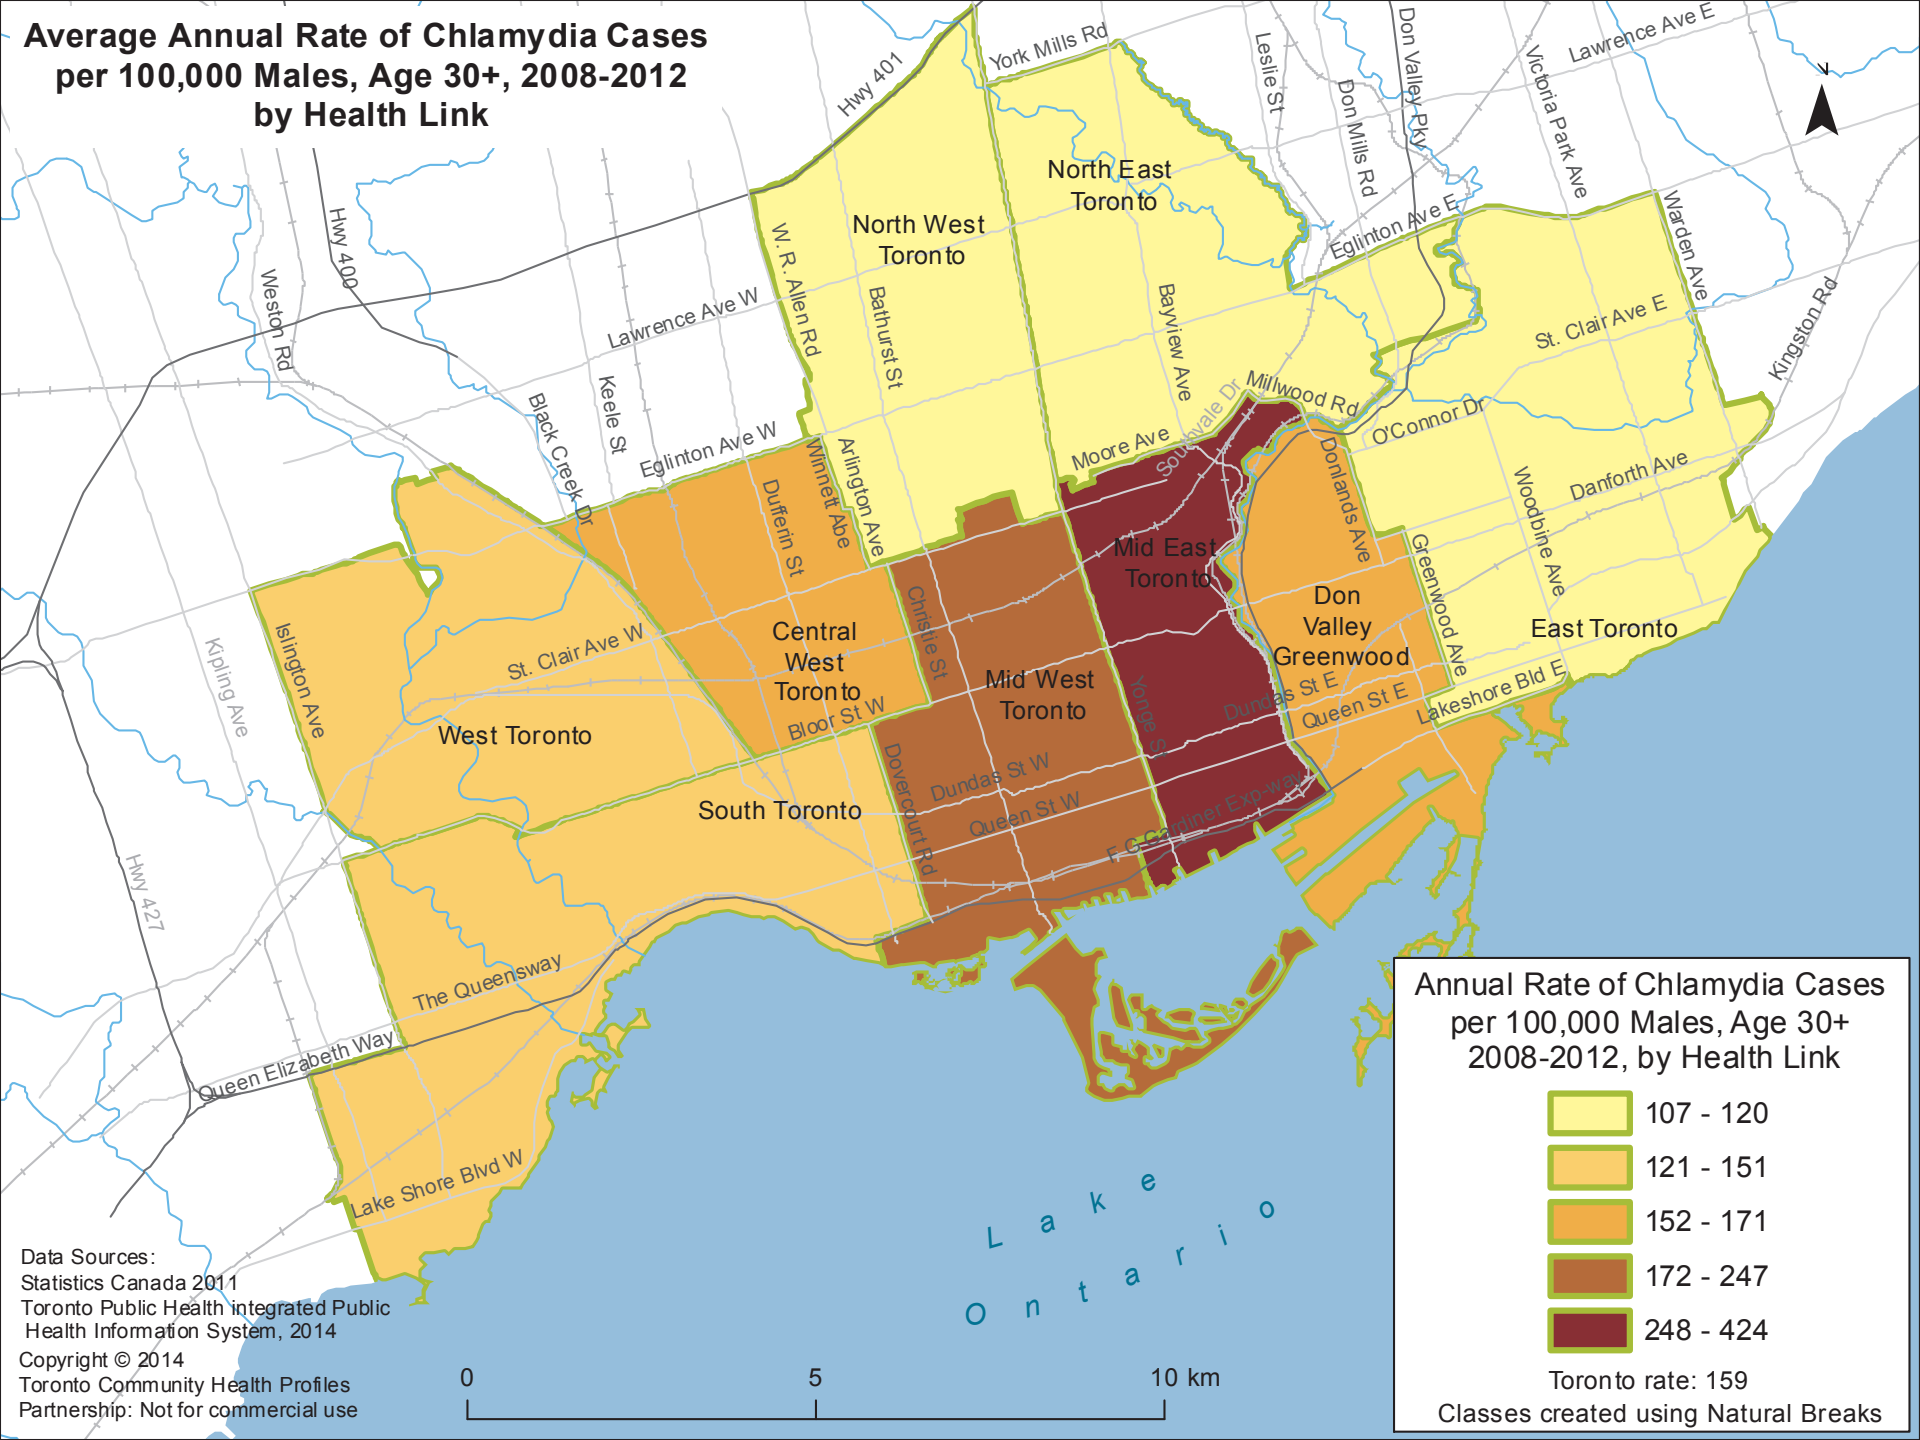 Average Annual Rate of Chlamydia Cases
per 100,000 Males, Age 30+, 2008-2012
by Health Link
Hwy 401
York Mills Rd
Leslie St
Don Mills Rd
Don Valley Pky
Victoria Park Ave
Lawrence Ave E
N
North East
Toronto
North West
Toronto
Hwy 400
Weston Rd
W. R. Allen Rd
Bathurst St
Bayview Ave
Eglinton Ave E
Warden Ave
Kingston Rd
St. Clair Ave E
Lawrence Ave W
Keele St
Black Creek Dr
Eglinton Ave W
Winnett Abe
Arlington Ave
Dufferin St
Moore Ave
Southvale Dr
Millwood Rd
O'Connor Dr
Donlands Ave
Danforth Ave
Woodbine Ave
Greenwood Ave
Mid East
Toronto
Don
Valley
Greenwood
East Toronto
Central
West
Toronto
Christie St
Mid West
Toronto
Yonge St
Dundas St E
Queen St E
Lakeshore Bld E
Kipling Ave
Islington Ave
St. Clair Ave W
West Toronto
Bloor St W
South Toronto
Dovercourt Rd
Dundas St W
Queen St W
F G Gardiner Exp-way
Hwy 427
The Queensway
Queen Elizabeth Way
Lake Shore Blvd W
Lake
Ontario
Annual Rate of Chlamydia Cases
per 100,000 Males, Age 30+
2008-2012, by Health Link
107 - 120
121 - 151
152 - 171
172 - 247
248 - 424
Toronto rate: 159
Classes created using Natural Breaks
Data Sources:
Statistics Canada 2011
Toronto Public Health integrated Public
Health Information System, 2014
Copyright © 2014
Toronto Community Health Profiles
Partnership: Not for commercial use
0 5 10 km